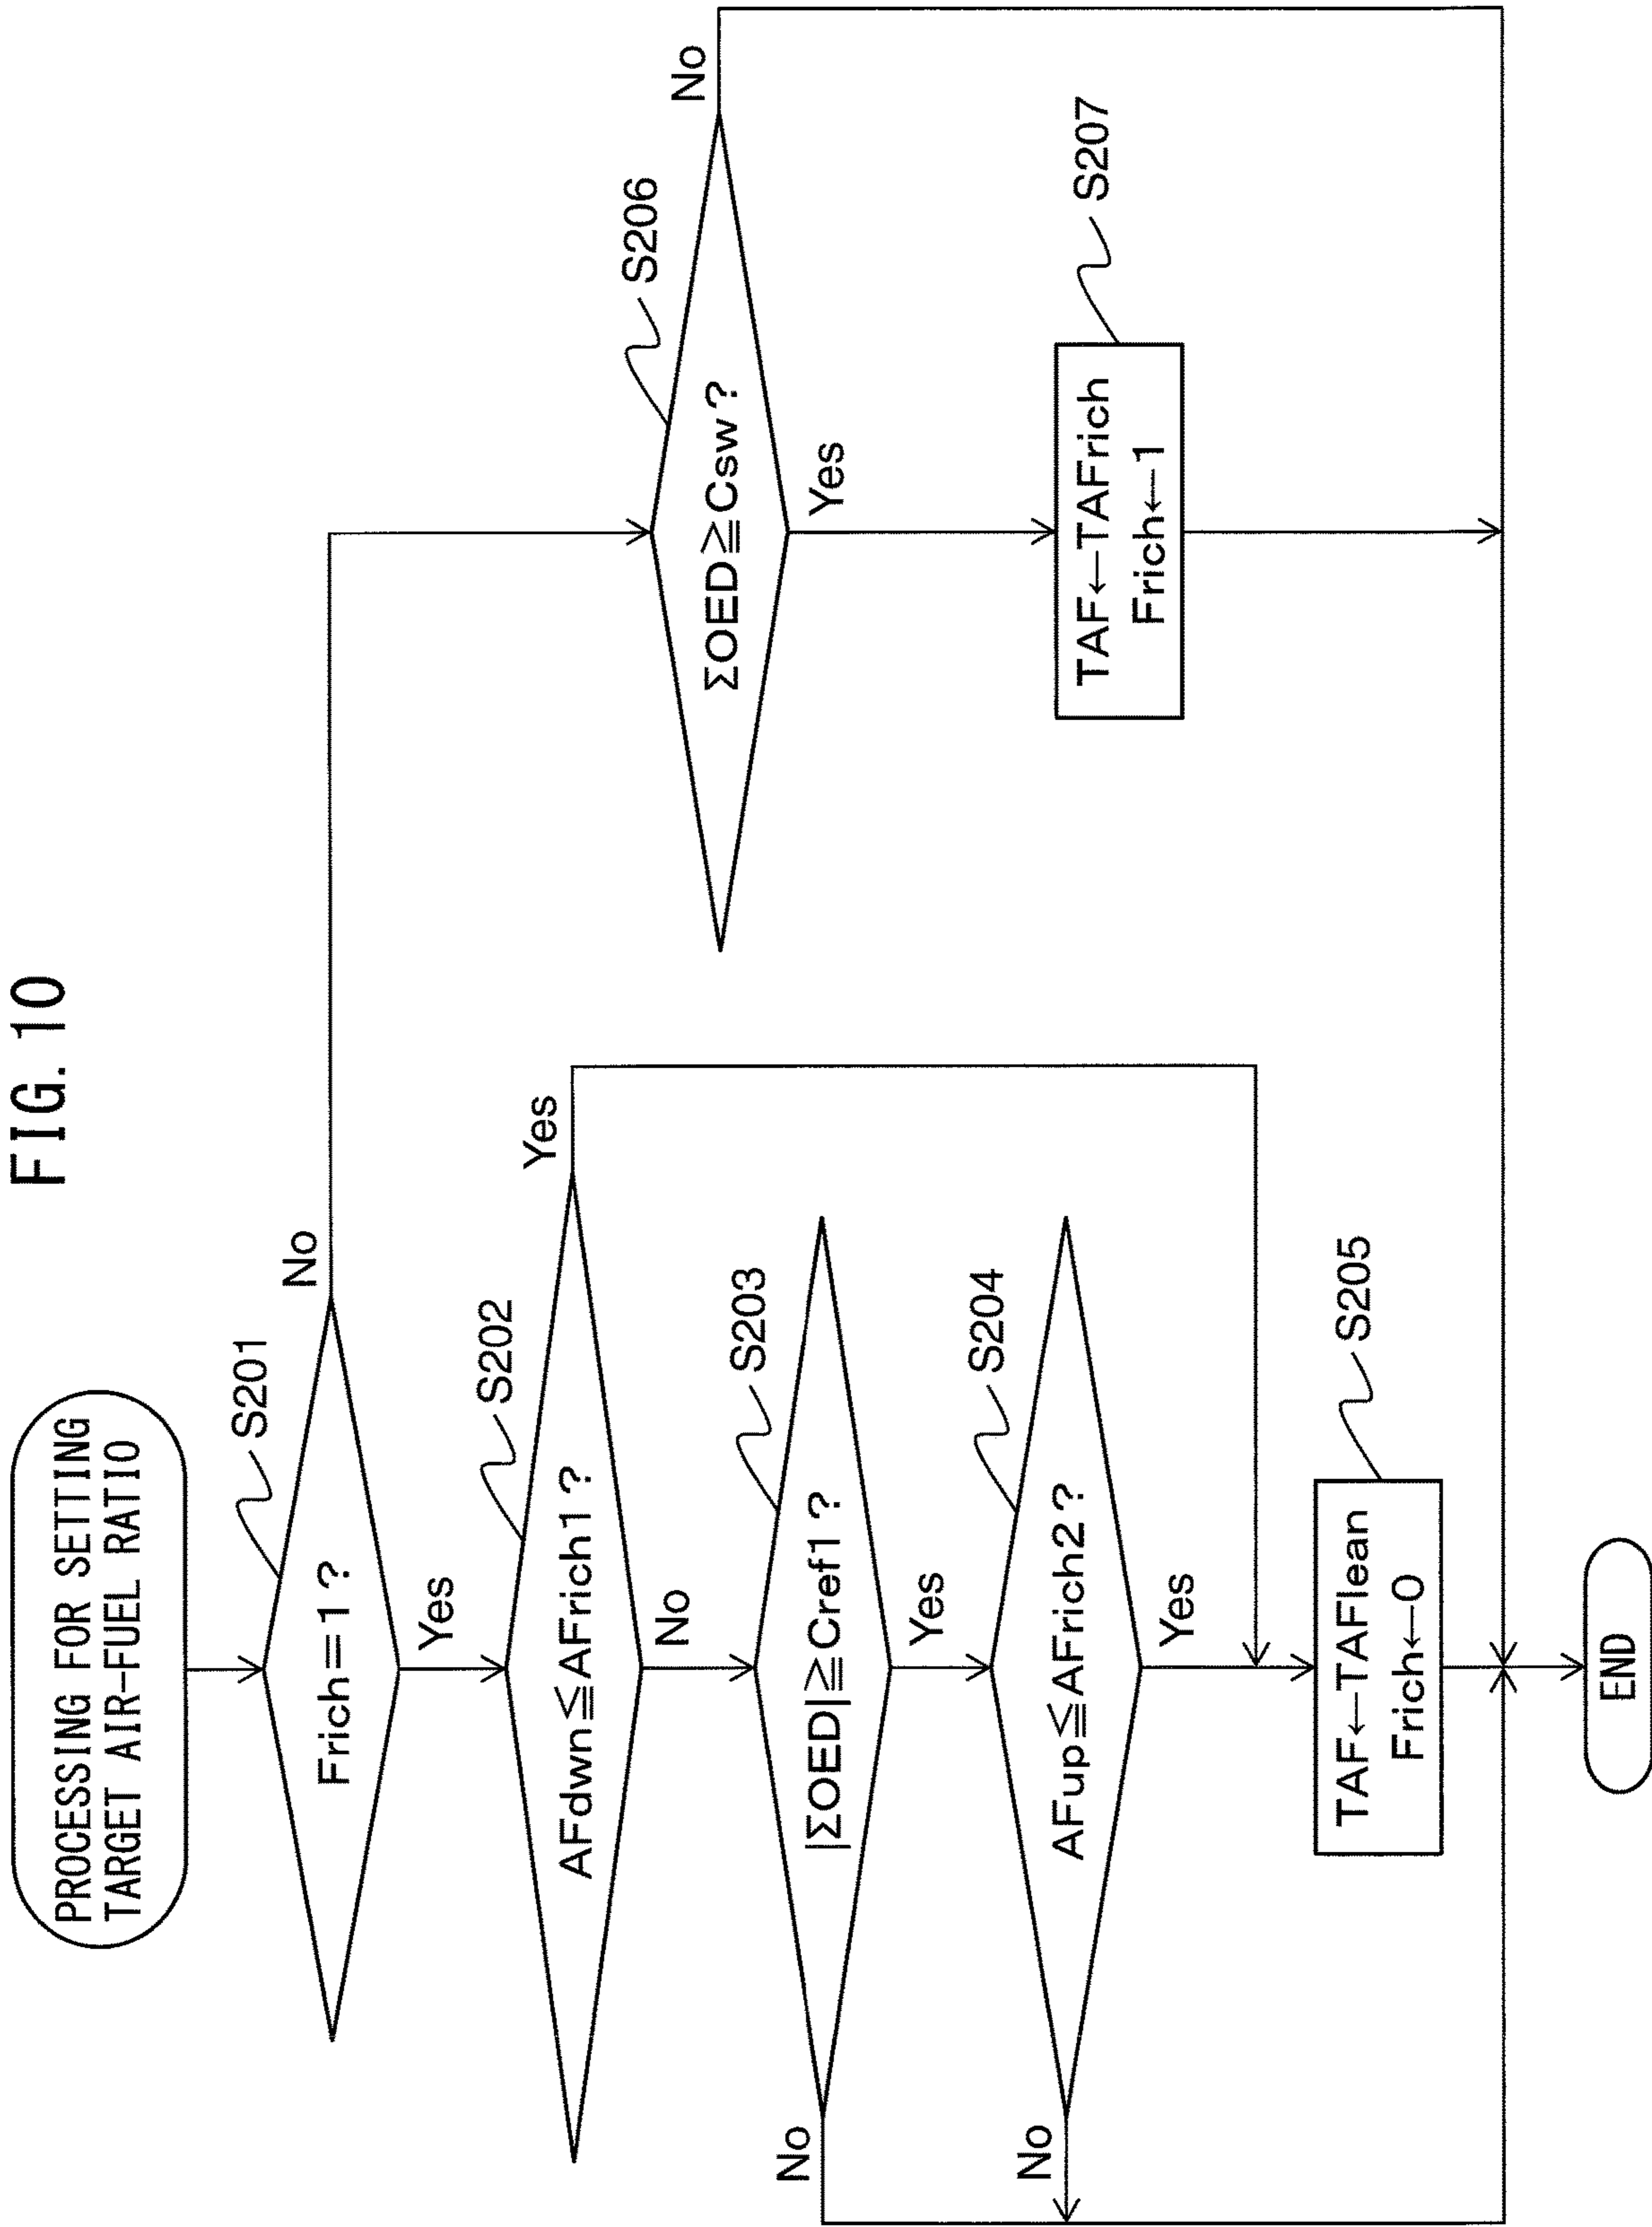 FIG. 10
PROCESSING FOR SETTING
TARGET AIR-FUEL RATIO
S201
Frich=1?
No
Yes
S202
AFdwn≦AFrich1?
Yes
No
S203
|ΣOED|≧Cref1?
No
Yes
S204
AFup≦AFrich2?
No
Yes
S205
TAF←TAFlean
Frich←0
S206
ΣOED≧Csw?
No
Yes
S207
TAF←TAFrich
Frich←1
END